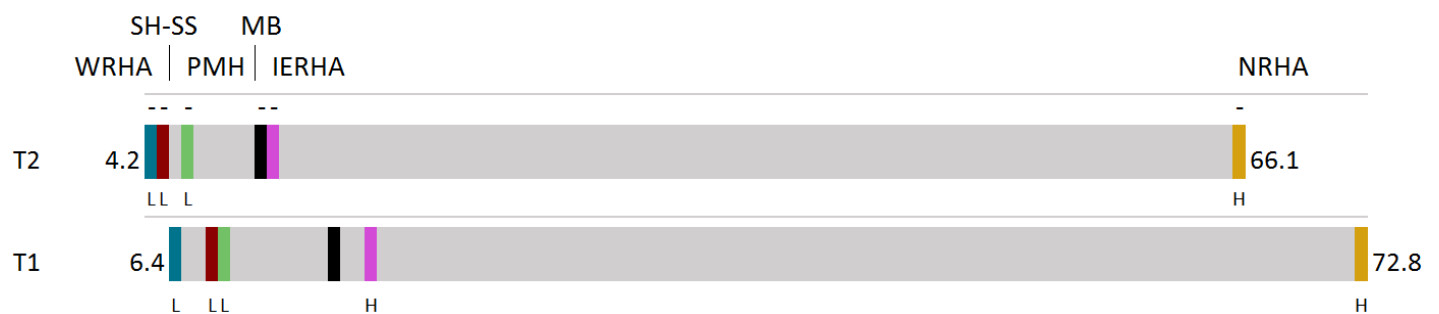 SH-SS MB
WRHA PMH IERHA NRHA
-- - -- -
T2 4.2 66.1
L L L H
T1 6.4 72.8
L L L H H